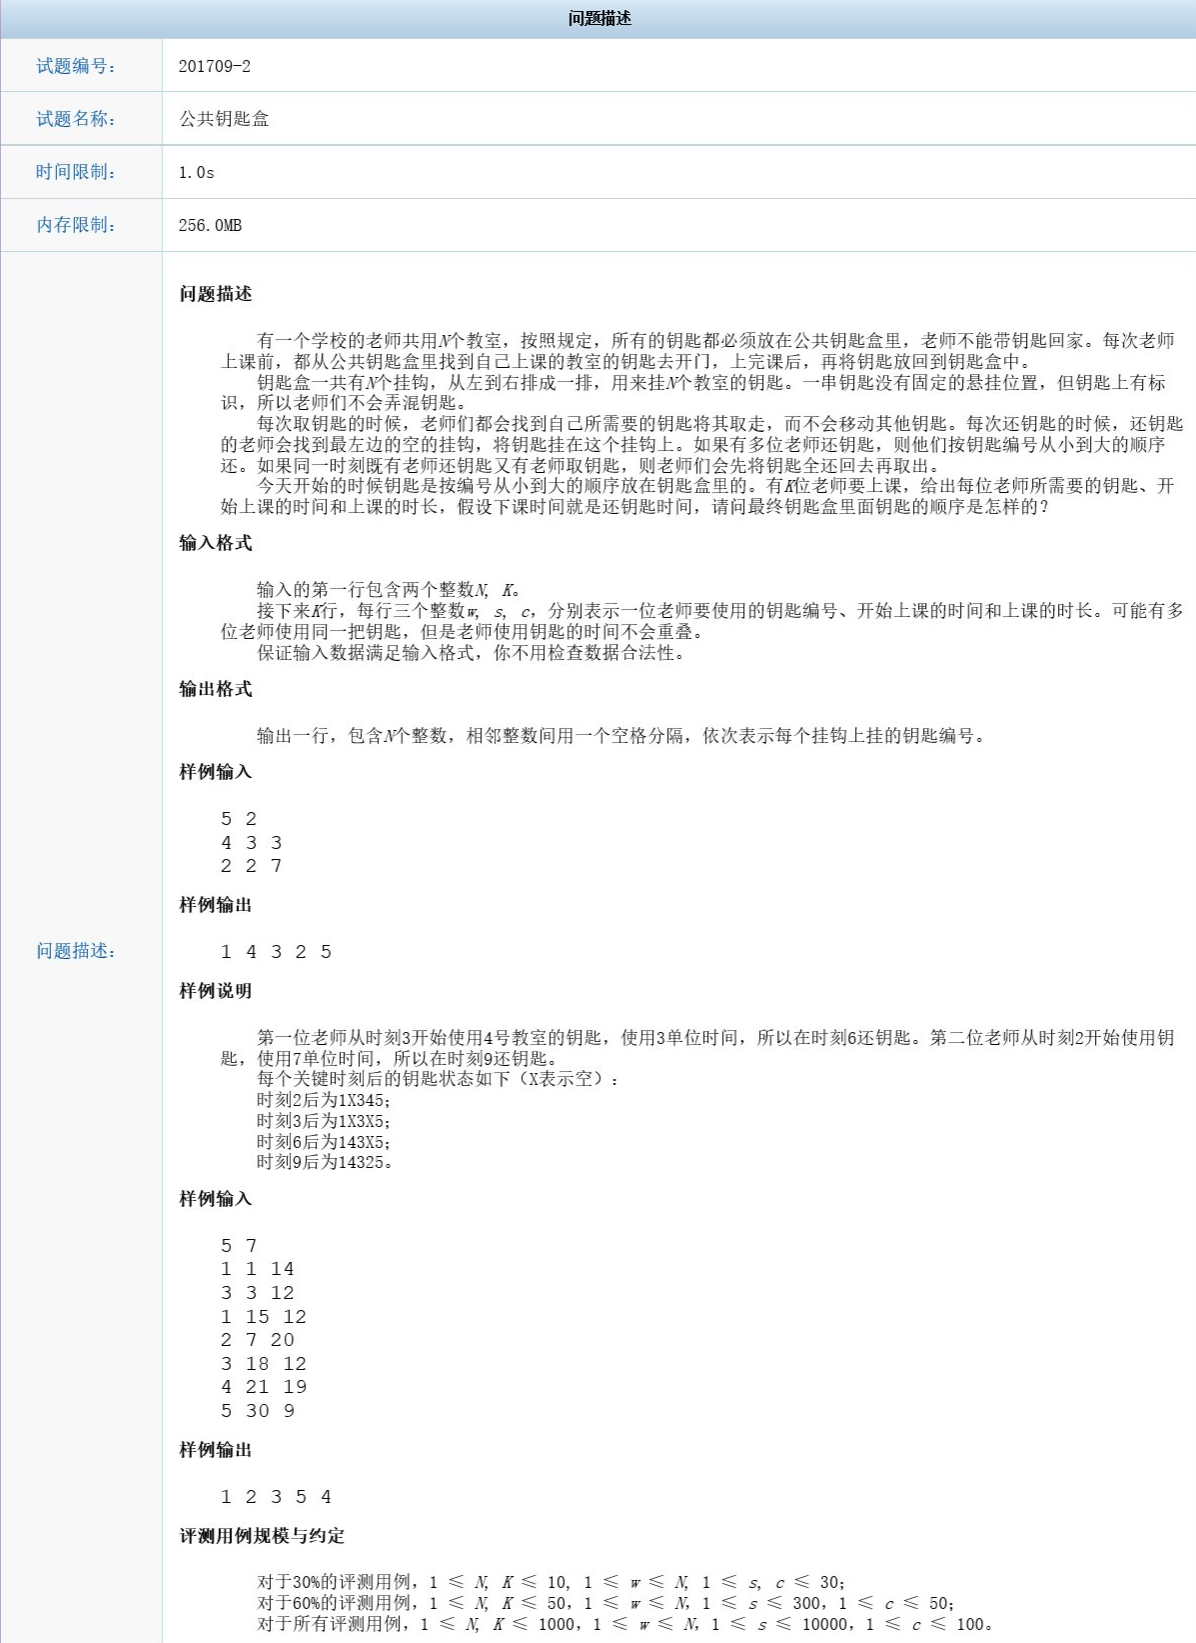 问题描述
试题编号： 201709-2
试题名称： 公共钥匙盒
时间限制： 1.0s
内存限制： 256.0MB
问题描述：
问题描述
有一个学校的老师共用N个教室，按照规定，所有的钥匙都必须放在公共钥匙盒里，老师不能带钥匙回家。每次老师
上课前，都从公共钥匙盒里找到自己上课的教室的钥匙去开门，上完课后，再将钥匙放回到钥匙盒中。
钥匙盒一共有N个挂钩，从左到右排成一排，用来挂N个教室的钥匙。一串钥匙没有固定的悬挂位置，但钥匙上有标
识，所以老师们不会弄混钥匙。
每次取钥匙的时候，老师们都会找到自己所需要的钥匙将其取走，而不会移动其他钥匙。每次还钥匙的时候，还钥匙
的老师会找到最左边的空的挂钩，将钥匙挂在这个挂钩上。如果有多位老师还钥匙，则他们按钥匙编号从小到大的顺序
还。如果同一时刻既有老师还钥匙又有老师取钥匙，则老师们会先将钥匙全还回去再取出。
今天开始的时候钥匙是按编号从小到大的顺序放在钥匙盒里的。有K位老师要上课，给出每位老师所需要的钥匙、开
始上课的时间和上课的时长，假设下课时间就是还钥匙时间，请问最终钥匙盒里面钥匙的顺序是怎样的？
输入格式
输入的第一行包含两个整数N, K。
接下来K行，每行三个整数w, s, c，分别表示一位老师要使用的钥匙编号、开始上课的时间和上课的时长。可能有多
位老师使用同一把钥匙，但是老师使用钥匙的时间不会重叠。
保证输入数据满足输入格式，你不用检查数据合法性。
输出格式
输出一行，包含N个整数，相邻整数间用一个空格分隔，依次表示每个挂钩上挂的钥匙编号。
样例输入
5 2
4 3 3
2 2 7
样例输出
1 4 3 2 5
样例说明
第一位老师从时刻3开始使用4号教室的钥匙，使用3单位时间，所以在时刻6还钥匙。第二位老师从时刻2开始使用钥
匙，使用7单位时间，所以在时刻9还钥匙。
每个关键时刻后的钥匙状态如下（X表示空）：
时刻2后为1X345；
时刻3后为1X3X5；
时刻6后为143X5；
时刻9后为14325。
样例输入
5 7
1 1 14
3 3 12
1 15 12
2 7 20
3 18 12
4 21 19
5 30 9
样例输出
1 2 3 5 4
评测用例规模与约定
对于30%的评测用例，1 ≤ N, K ≤ 10, 1 ≤ w ≤ N, 1 ≤ s, c ≤ 30；
对于60%的评测用例，1 ≤ N, K ≤ 50，1 ≤ w ≤ N，1 ≤ s ≤ 300，1 ≤ c ≤ 50；
对于所有评测用例，1 ≤ N, K ≤ 1000，1 ≤ w ≤ N，1 ≤ s ≤ 10000，1 ≤ c ≤ 100。